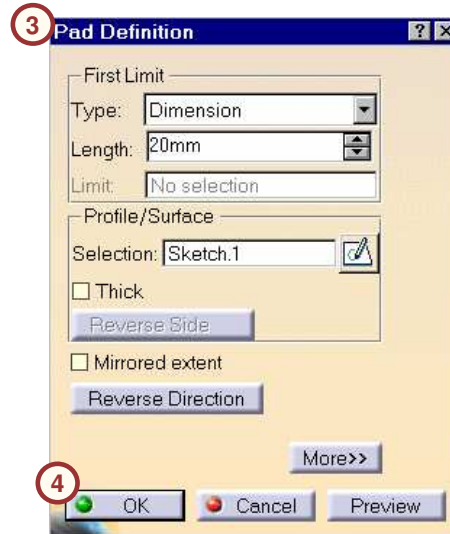 3
Pad Definition
First Limit
Type: Dimension
Length: 20mm
Limit: No selection
Profile/Surface
Selection: Sketch.1
Thick
Reverse Side
Mirrored extent
Reverse Direction
More>>
4
OK Cancel Preview